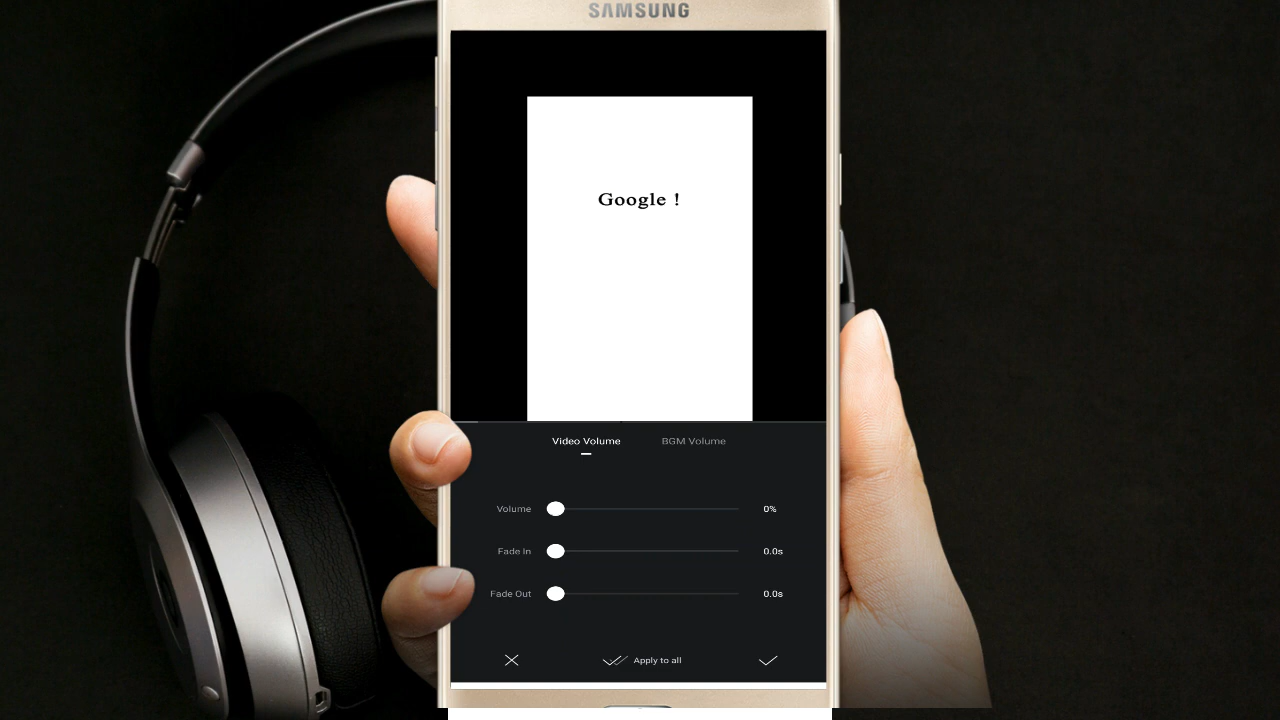 SAMSUNG
Google !
Video Volume BGM Volume
Volume 0%
Fade In 0.0s
Fade Out 0.0s
Apply to all